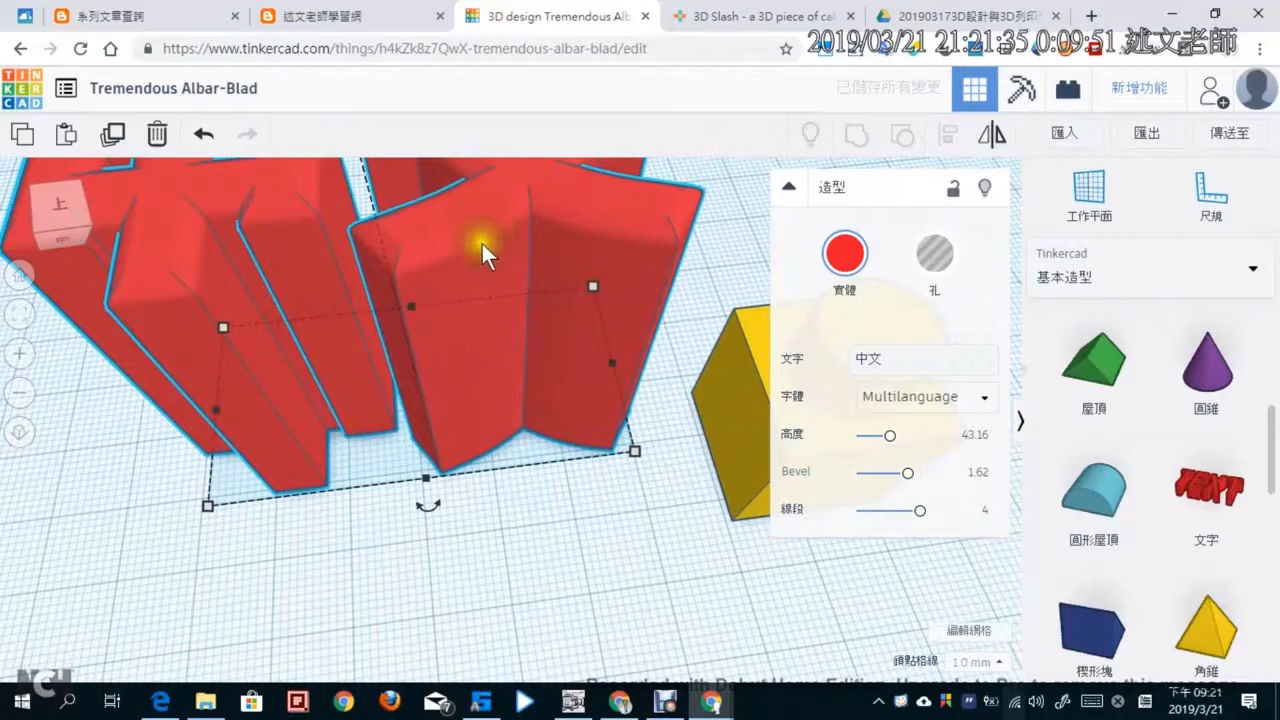 系列文章查詢
述文老師學習網
3D design Tremendous Alb
3D Slash - a 3D piece of cak
201903173D設計與3D列印
2019/03/21 21:21:35 0:09:51 述文老師
https://www.tinkercad.com/things/h4kZk8z7QwX-tremendous-albar-blad/edit
TINKERCAD
Tremendous Albar-Blad
已儲存所有變更
新增功能
匯入
匯出
傳送至
上
造型
實體
孔
文字
中文
字體
Multilanguage
高度
43.16
Bevel
1.62
線段
4
工作平面
尺規
Tinkercad
基本造型
屋頂
圓錐
圓形屋頂
TEXT
文字
楔形塊
角錐
編輯網格
鎖點格線
1.0 mm
NCH
下午 09:21
2019/3/21